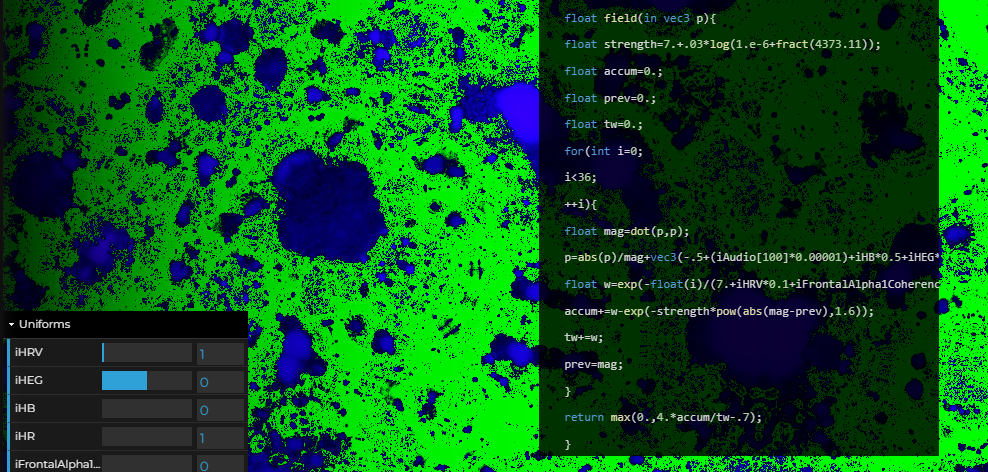 float field(in vec3 p){
float strength=7.+.03*log(1.e-6+fract(4373.11));
float accum=0.;
float prev=0.;
float tw=0.;
for(int i=0;
i<36;
++i){
float mag=dot(p,p);
p=abs(p)/mag+vec3(-.5+(iAudio[100]*0.00001)+iHB*0.5+iHEG*
float w=exp(-float(i)/(7.+iHRV*0.1+iFrontalAlpha1Coherenc
accum+=w-exp(-strength*pow(abs(mag-prev),1.6));
tw+=w;
prev=mag;
}
return max(0.,4.*accum/tw-.7);
}
Uniforms
iHRV 1
iHEG 0
iHB 0
iHR 1
iFrontalAlpha1... 0